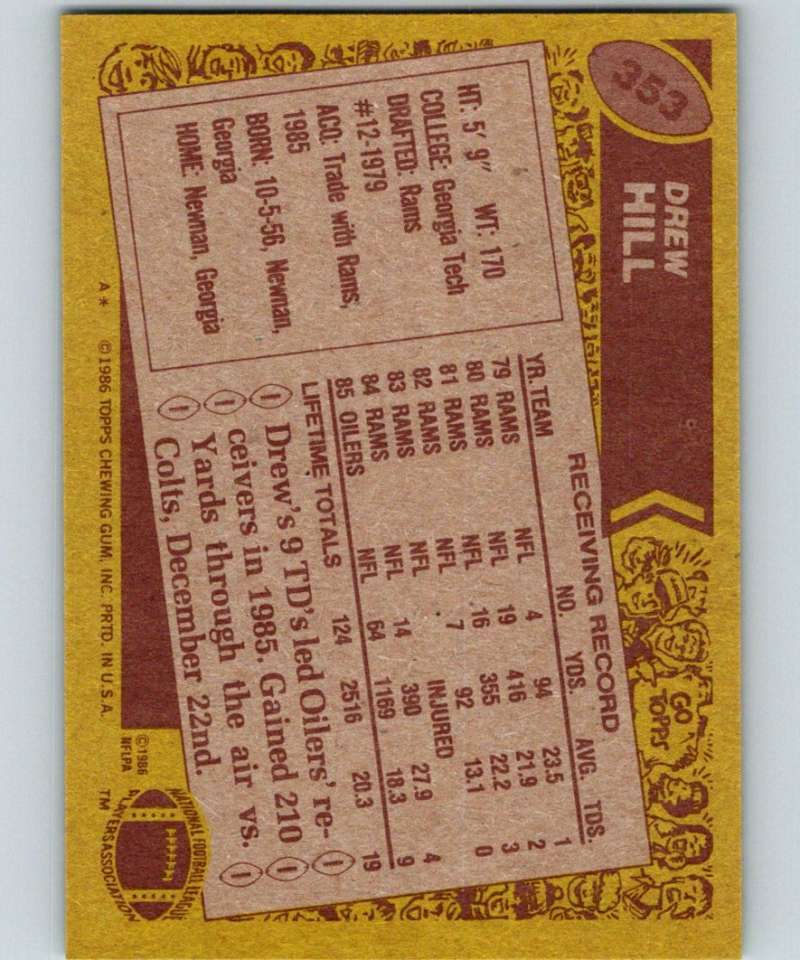 353
DREW
HILL
GO
TOPPS
HT: 5' 9" WT: 170
COLLEGE: Georgia Tech
DRAFTED: Rams
#12-1979
ACQ: Trade with Rams,
1985
BORN: 10-5-56, Newnan,
Georgia
HOME: Newnan, Georgia
RECEIVING RECORD
YR. TEAM NO. YDS. AVG. TDS.
79 RAMS NFL 4 94 23.5 1
80 RAMS NFL 19 416 21.9 2
81 RAMS NFL 16 355 22.2 3
82 RAMS NFL 7 92 13.1 0
83 RAMS NFL INJURED
84 RAMS NFL 14 390 27.9 4
85 OILERS NFL 64 1169 18.3 9
LIFETIME TOTALS 124 2516 20.3 19
Drew's 9 TD's led Oilers' re-
ceivers in 1985. Gained 210
Yards through the air vs.
Colts, December 22nd.
A* ©1986 TOPPS CHEWING GUM, INC. PRTD. IN U.S.A.
©1986
NFLPA
TM
NATIONAL FOOTBALL LEAGUE
PLAYERS ASSOCIATION